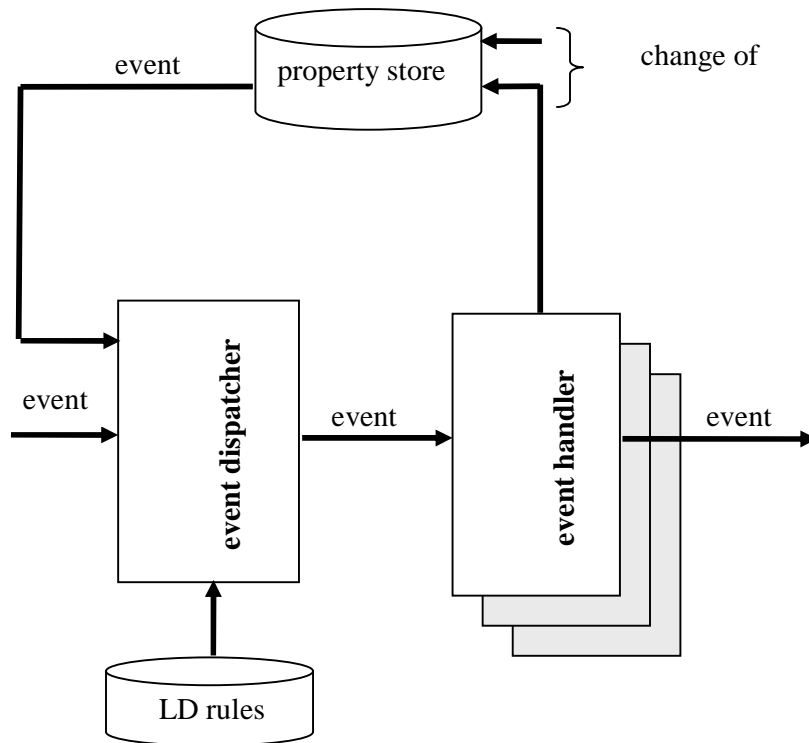 event
property store
change of
event
event dispatcher
event
event handler
event
LD rules